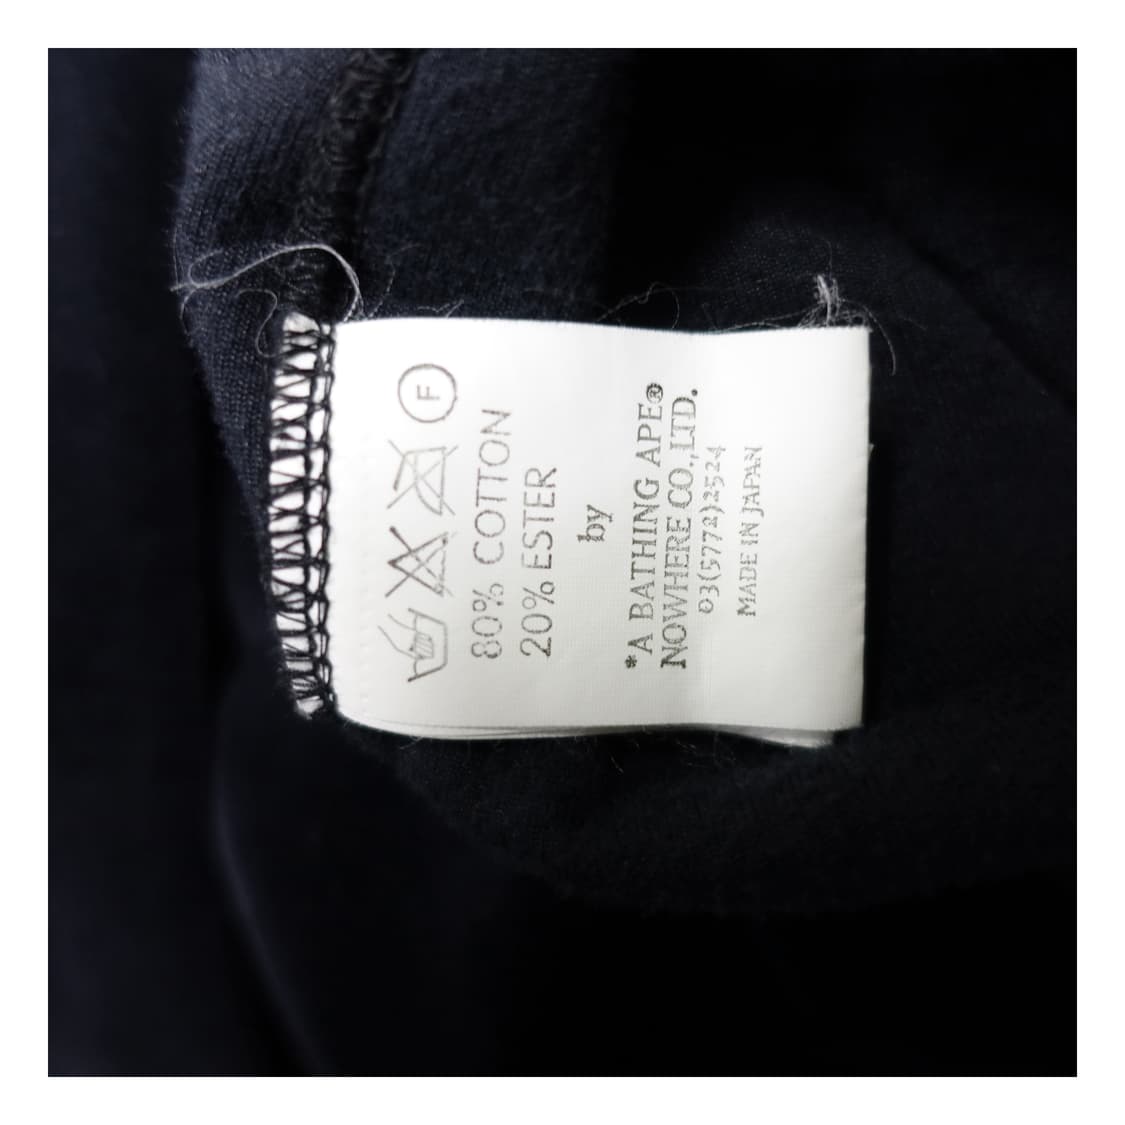 F
80% COTTON
20% ESTER
by
*A BATHING APE®
NOWHERE CO.,LTD.
03(5772)2524
MADE IN JAPAN